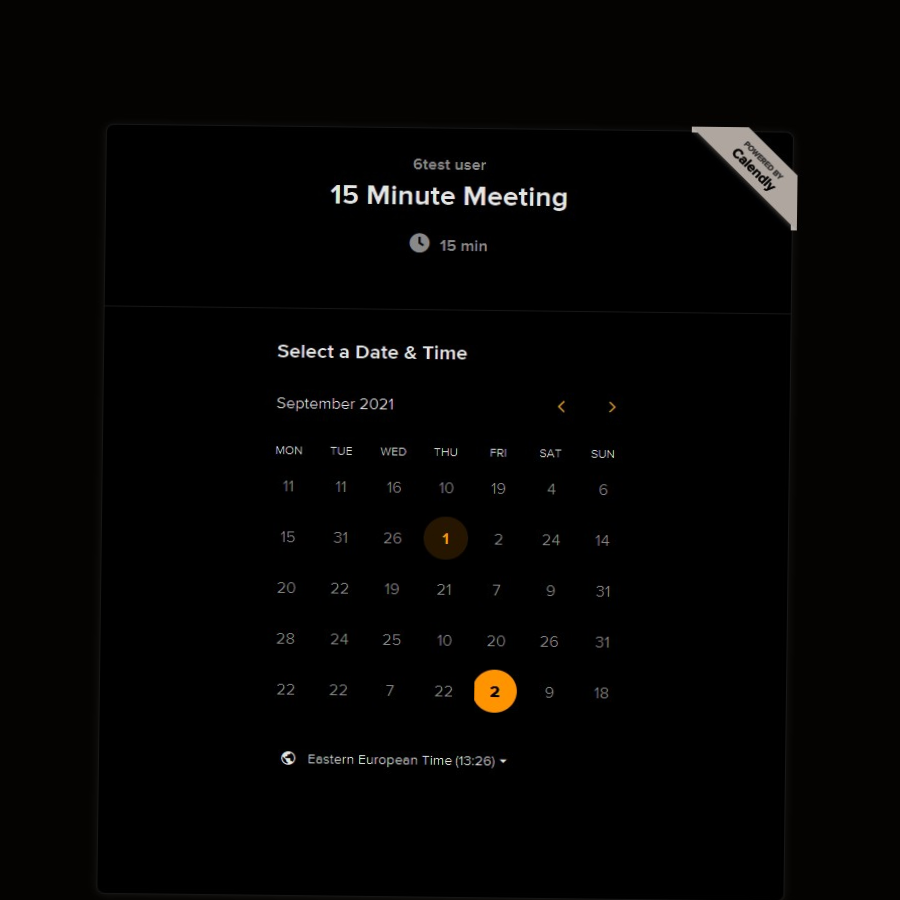 POWERED BY
Calendly
6test user
15 Minute Meeting
15 min
Select a Date & Time
September 2021
MON TUE WED THU FRI SAT SUN
11 11 16 10 19 4 6
15 31 26 1 2 24 14
20 22 19 21 7 9 31
28 24 25 10 20 26 31
22 22 7 22 2 9 18
Eastern European Time (13:26)